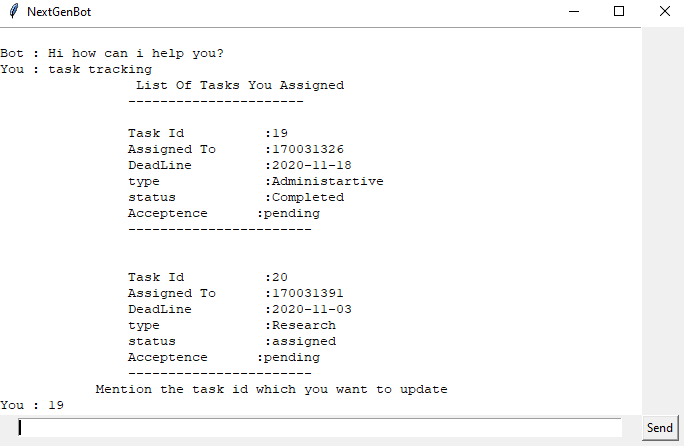 NextGenBot
Bot : Hi how can i help you?
You : task tracking
List Of Tasks You Assigned
----------------------
Task Id :19
Assigned To :170031326
DeadLine :2020-11-18
type :Administartive
status :Completed
Acceptence :pending
-----------------------
Task Id :20
Assigned To :170031391
DeadLine :2020-11-03
type :Research
status :assigned
Acceptence :pending
-----------------------
Mention the task id which you want to update
You : 19
Send